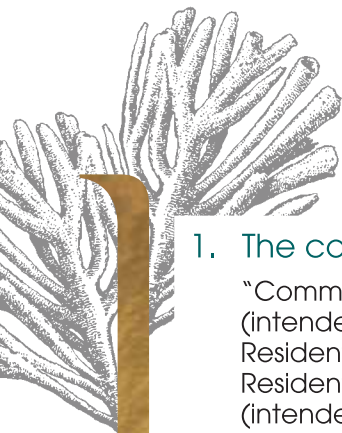 1. The co
"Comm
(intende
Residen
Residen
(intende